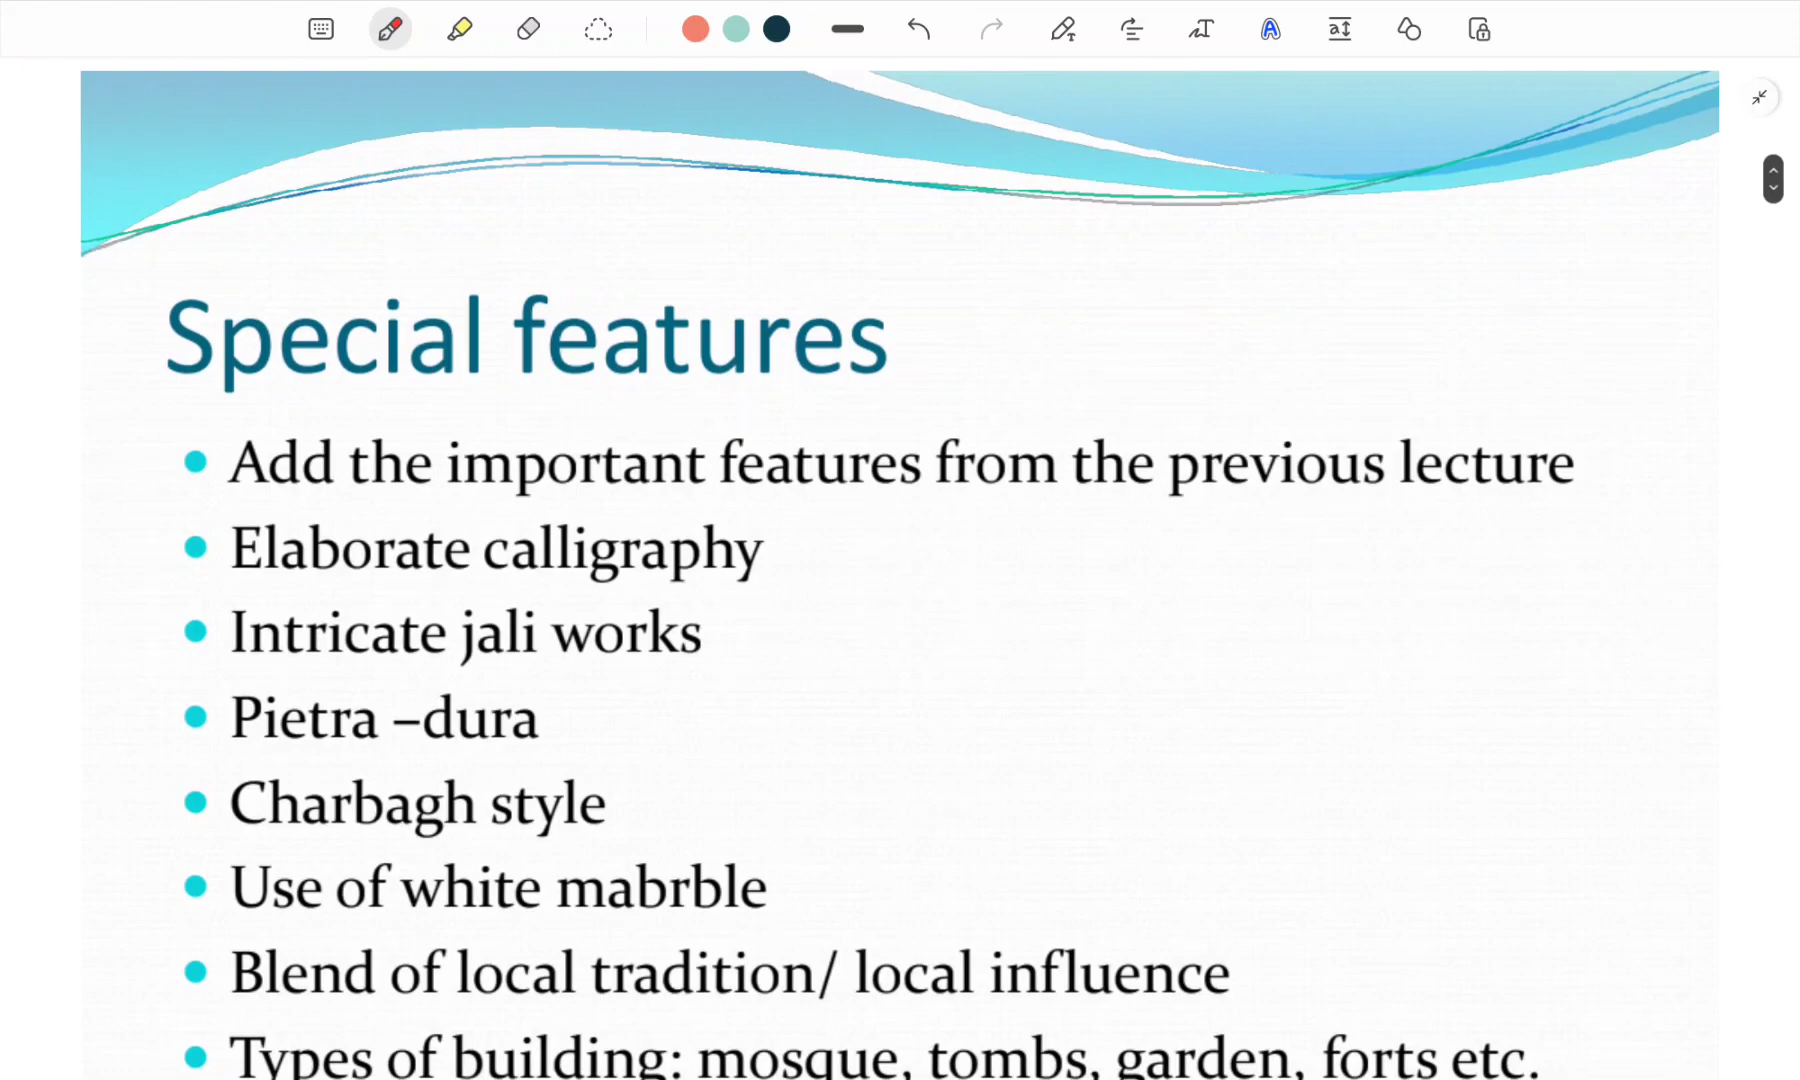 Special features
Add the important features from the previous lecture
Elaborate calligraphy
Intricate jali works
Pietra –dura
Charbagh style
Use of white mabrble
Blend of local tradition/ local influence
Types of building: mosque, tombs, garden, forts etc.